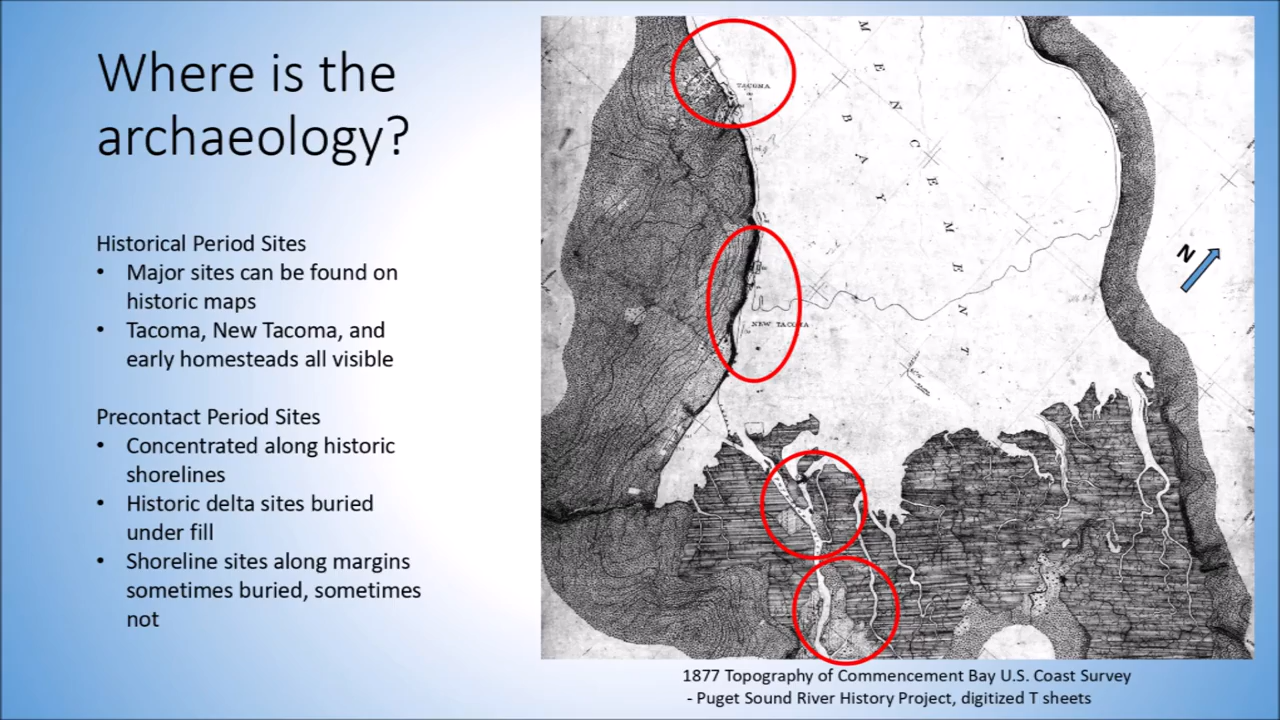 Where is the
archaeology?
Historical Period Sites
• Major sites can be found on
historic maps
• Tacoma, New Tacoma, and
early homesteads all visible
Precontact Period Sites
• Concentrated along historic
shorelines
• Historic delta sites buried
under fill
• Shoreline sites along margins
sometimes buried, sometimes
not
TACOMA
MENCEMENT
BAY
N
NEW TACOMA
1877 Topography of Commencement Bay U.S. Coast Survey
- Puget Sound River History Project, digitized T sheets